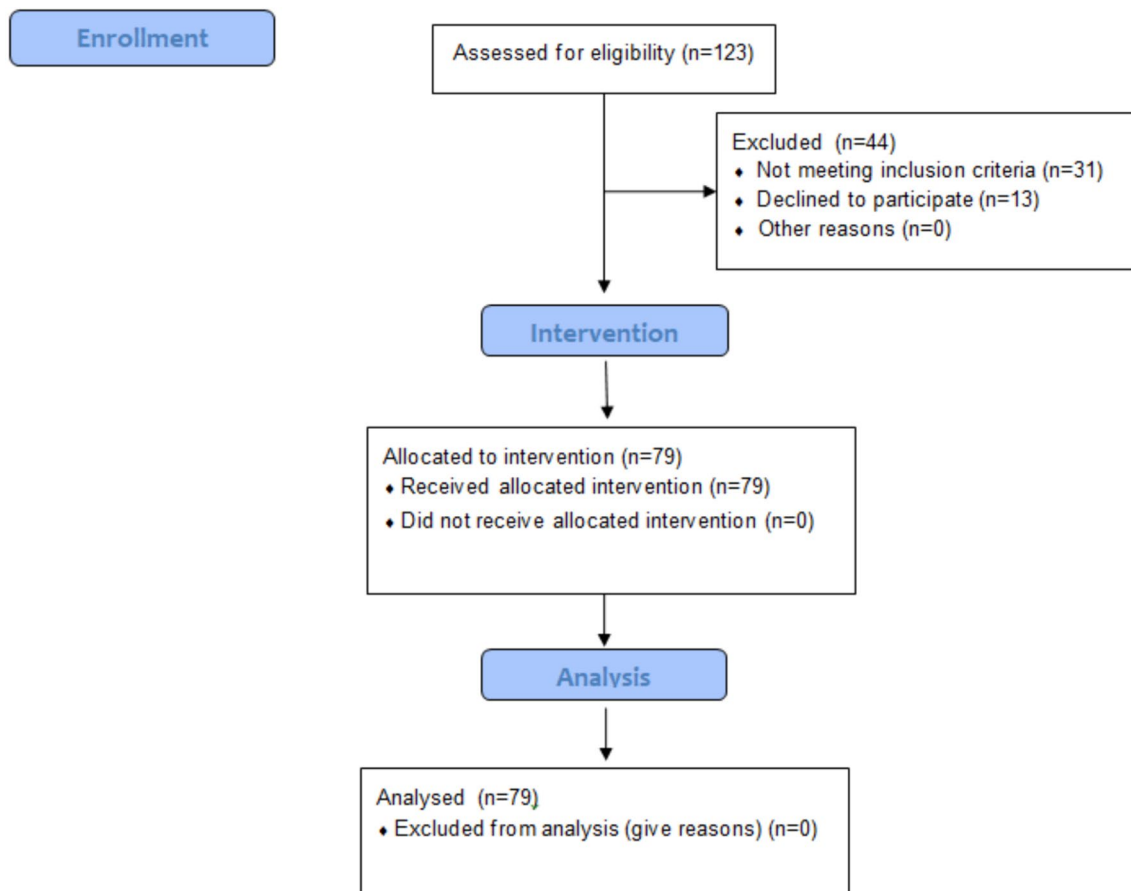 Enrollment
Assessed for eligibility (n=123)
Excluded (n=44)
♦ Not meeting inclusion criteria (n=31)
♦ Declined to participate (n=13)
♦ Other reasons (n=0)
Intervention
Allocated to intervention (n=79)
♦ Received allocated intervention (n=79)
♦ Did not receive allocated intervention (n=0)
Analysis
Analysed (n=79)
♦ Excluded from analysis (give reasons) (n=0)